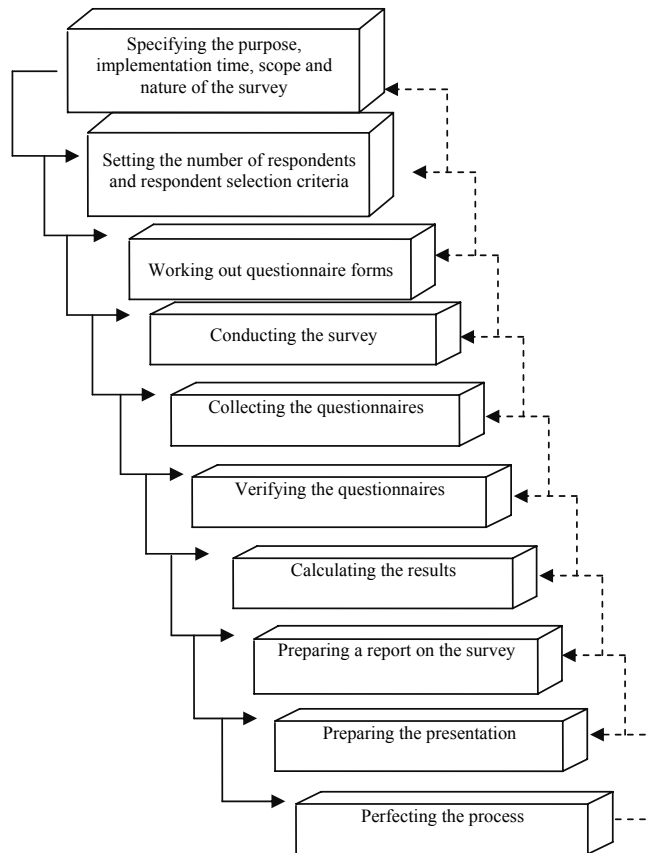 Specifying the purpose,
implementation time, scope and
nature of the survey
Setting the number of respondents
and respondent selection criteria
Working out questionnaire forms
Conducting the survey
Collecting the questionnaires
Verifying the questionnaires
Calculating the results
Preparing a report on the survey
Preparing the presentation
Perfecting the process